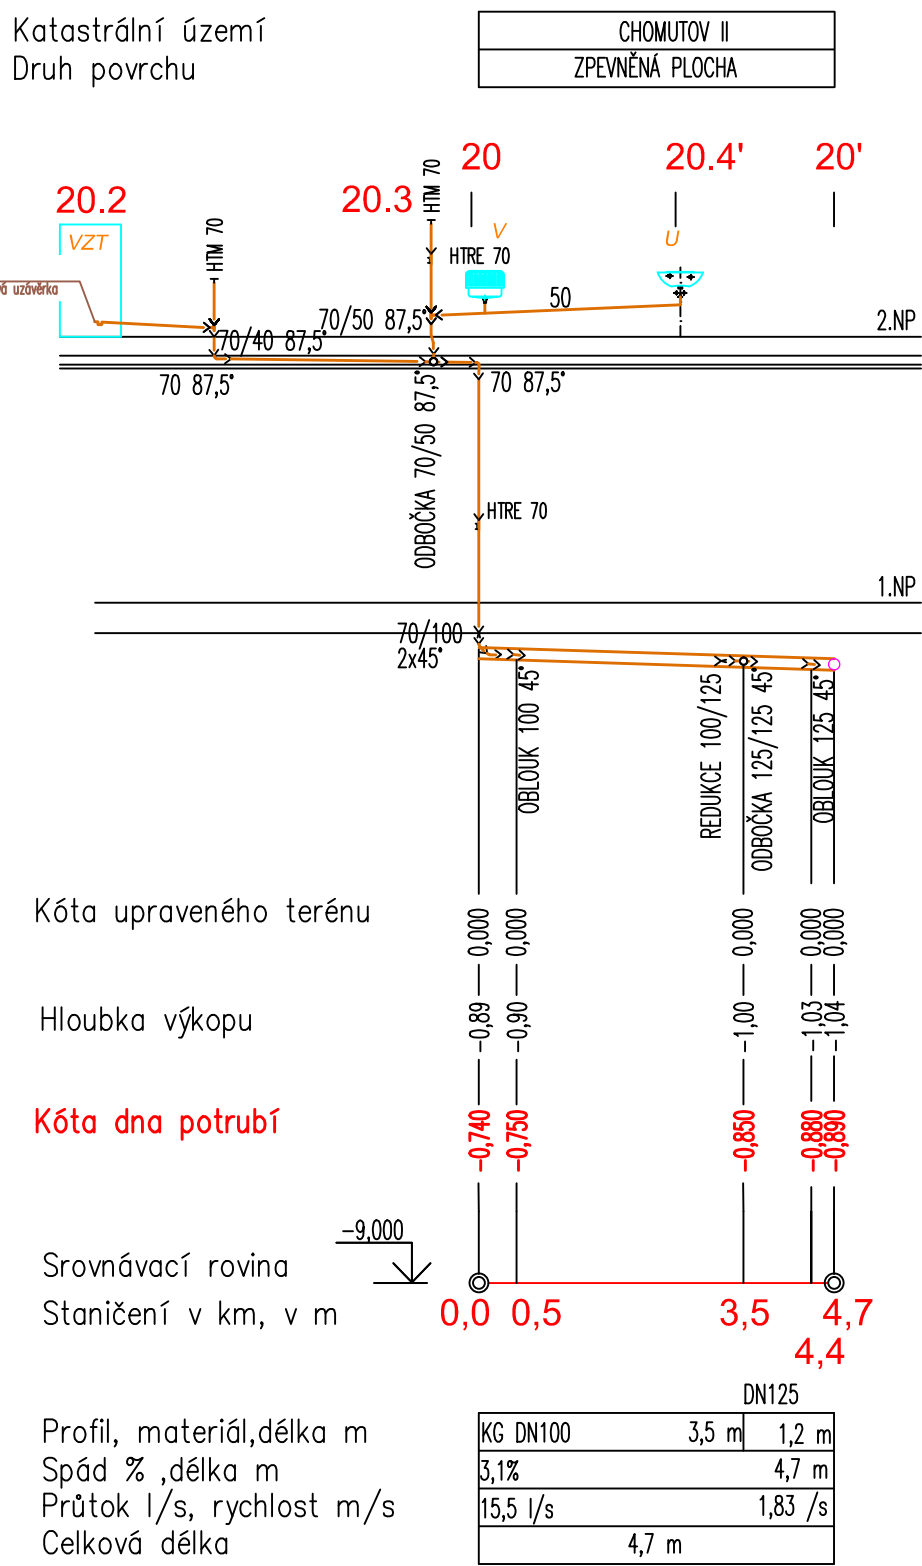 Katastrální území
CHOMUTOV II
Druh povrchu
ZPEVNĚNÁ PLOCHA
20
20.4'
20'
20.2
20.3
HTM 70
HTM 70
VZT
V
U
HTRE 70
uzávěrka
50
70/50 87,5°
2.NP
70/40 87,5°
70 87,5°
70 87,5°
ODBOČKA 70/50 87,5°
HTRE 70
1.NP
70/100
2x45°
OBLOUK 100 45°
REDUKCE 100/125
ODBOČKA 125/125 45°
OBLOUK 125 45°
Kóta upraveného terénu
0,000
0,000
0,000
0,000
0,000
Hloubka výkopu
-0,89
-0,90
-1,00
-1,03
-1,04
Kóta dna potrubí
-0,740
-0,750
-0,850
-0,880
-0,890
-9,000
Srovnávací rovina
Staničení v km, v m
0,0
0,5
3,5
4,7
4,4
DN125
Profil, materiál,délka m
KG DN100
3,5 m
1,2 m
Spád % ,délka m
3,1%
4,7 m
Průtok l/s, rychlost m/s
15,5 l/s
1,83 /s
Celková délka
4,7 m